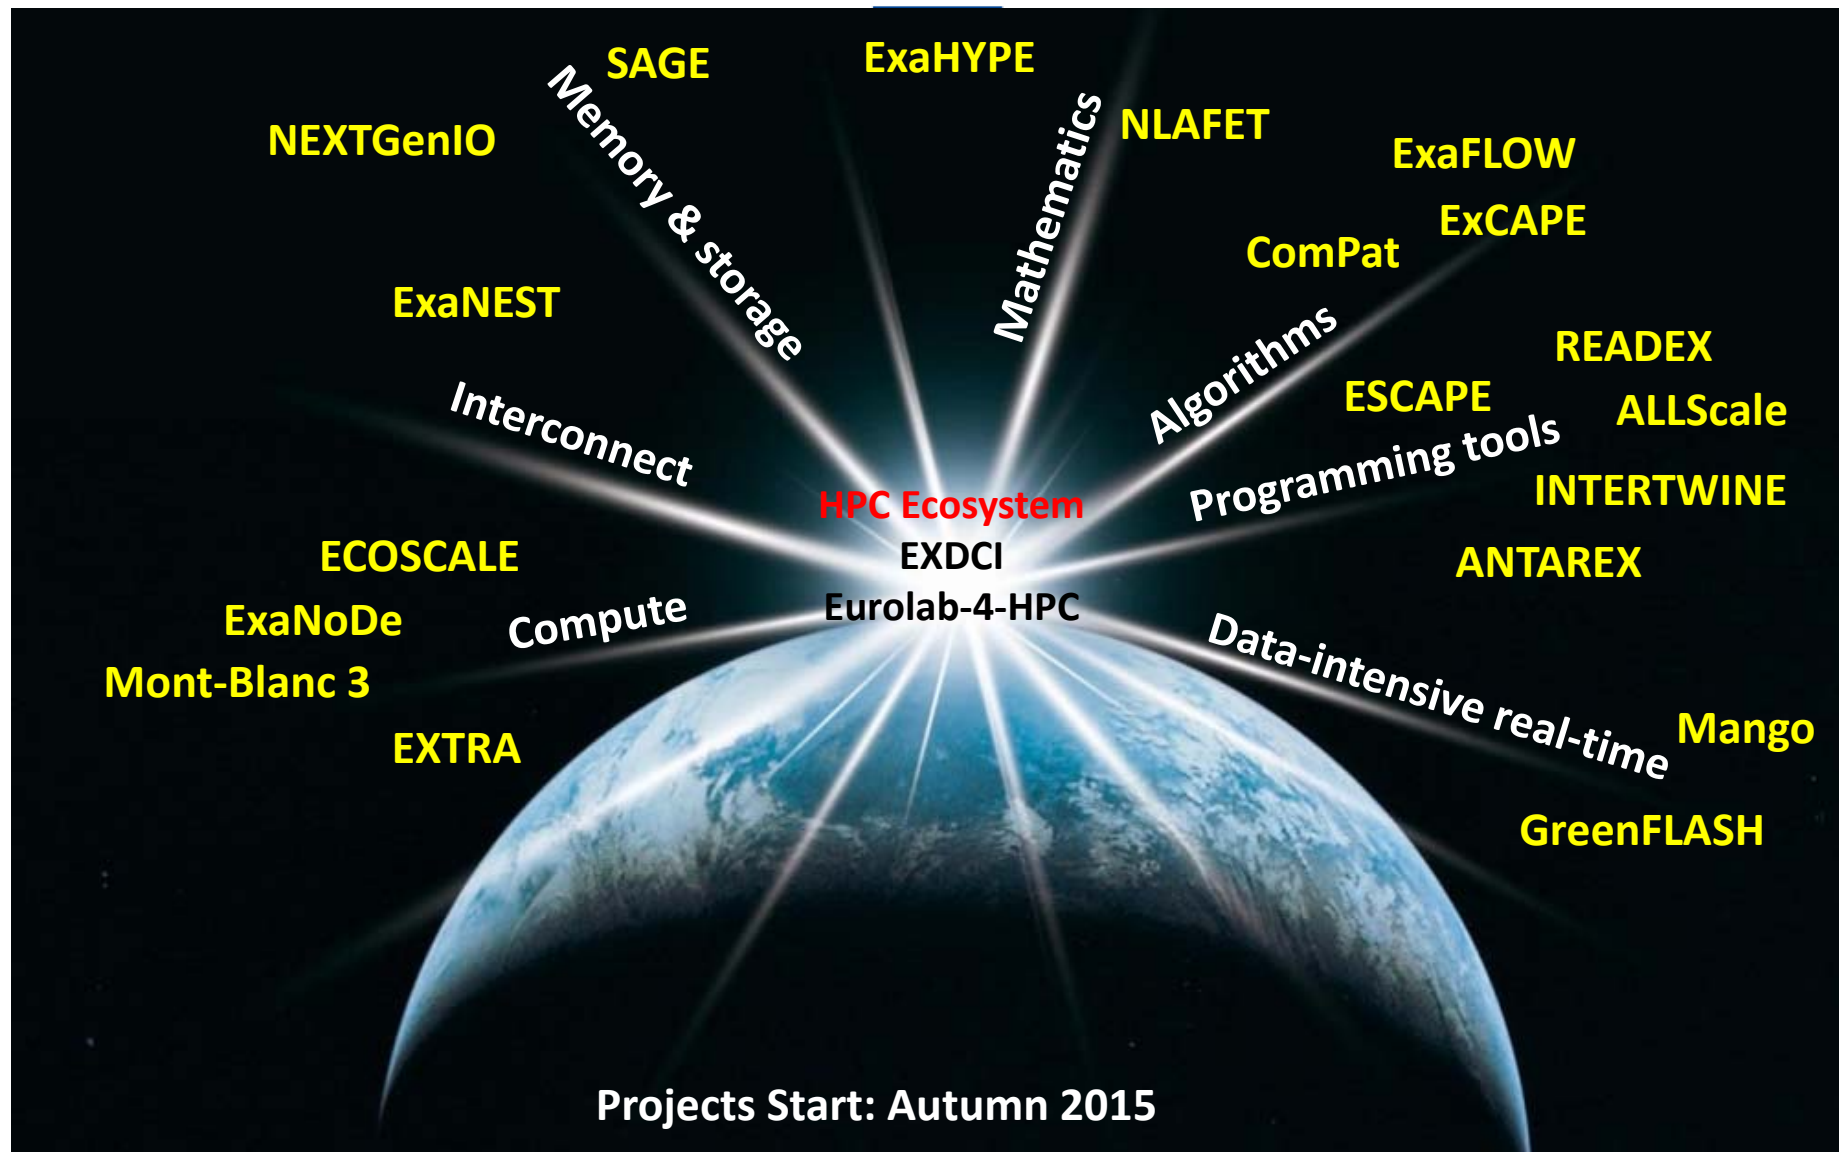 SAGE
ExaHYPE
NEXTGenIO
Memory & storage
Mathematics
NLAFET
ExaFLOW
ExCAPE
ComPat
ExaNEST
Algorithms
READEX
ESCAPE
ALLScale
Interconnect
Programming tools
INTERTWINE
HPC Ecosystem
EXDCI
Eurolab-4-HPC
ECOSCALE
ANTAREX
ExaNoDe
Compute
Mont-Blanc 3
Data-intensive real-time
Mango
EXTRA
GreenFLASH
Projects Start: Autumn 2015